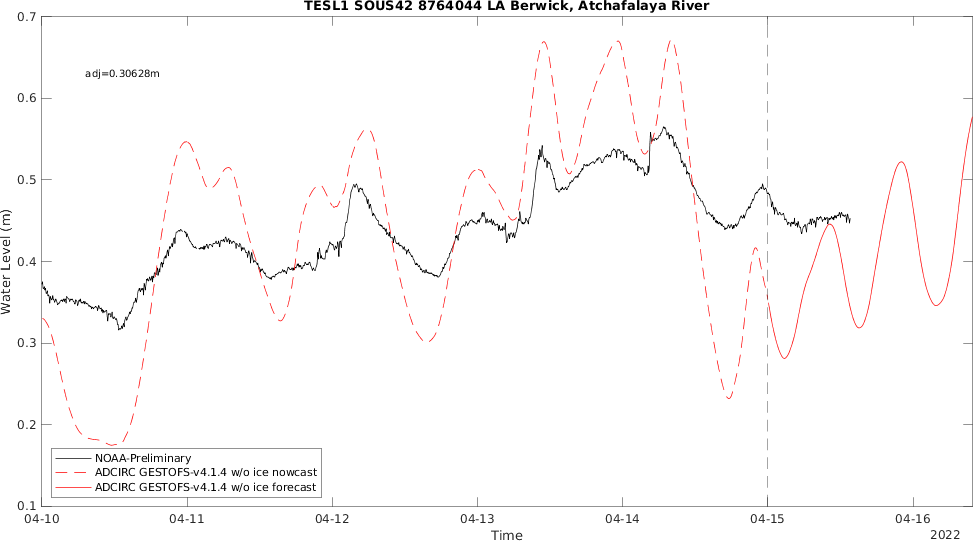 TESL1 SOUS42 8764044 LA Berwick, Atchafalaya River
0.7
adj=0.30628m
0.6
0.5
0.4
0.3
0.2
0.1
Water Level (m)
NOAA-Preliminary
ADCIRC GESTOFS-v4.1.4 w/o ice nowcast
ADCIRC GESTOFS-v4.1.4 w/o ice forecast
04-10 04-11 04-12 04-13 04-14 04-15 04-16
Time
2022